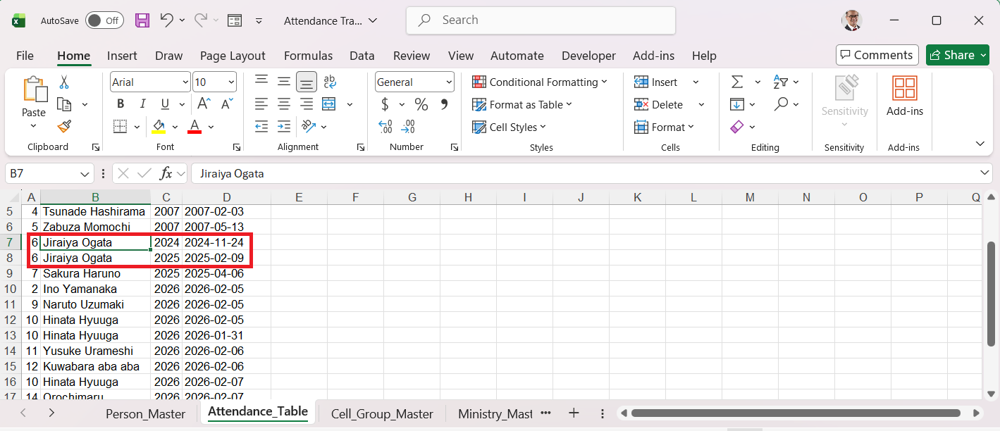 AutoSave Off Attendance Tra... Search
File Home Insert Draw Page Layout Formulas Data Review View Automate Developer Add-ins Help Comments Share
Paste Arial 10 ab General Conditional Formatting Insert Sensitivity Add-ins
B I U A A $ % Format as Table Delete
A Cell Styles Format
Clipboard Font Alignment Number Styles Cells Editing Sensitivity Add-ins
B7 fx Jiraiya Ogata
A B C D E F G H I J K L M N O P Q
5 4 Tsunade Hashirama 2007 2007-02-03
6 5 Zabuza Momochi 2007 2007-05-13
7 6 Jiraiya Ogata 2024 2024-11-24
8 6 Jiraiya Ogata 2025 2025-02-09
9 7 Sakura Haruno 2025 2025-04-06
10 2 Ino Yamanaka 2026 2026-02-05
11 9 Naruto Uzumaki 2026 2026-02-05
12 10 Hinata Hyuuga 2026 2026-02-05
13 10 Hinata Hyuuga 2026 2026-01-31
14 11 Yusuke Urameshi 2026 2026-02-06
15 12 Kuwabara aba aba 2026 2026-02-06
16 10 Hinata Hyuuga 2026 2026-02-07
17 14 Orochimaru 2026 2026-02-07
Person_Master Attendance_Table Cell_Group_Master Ministry_Mast ...